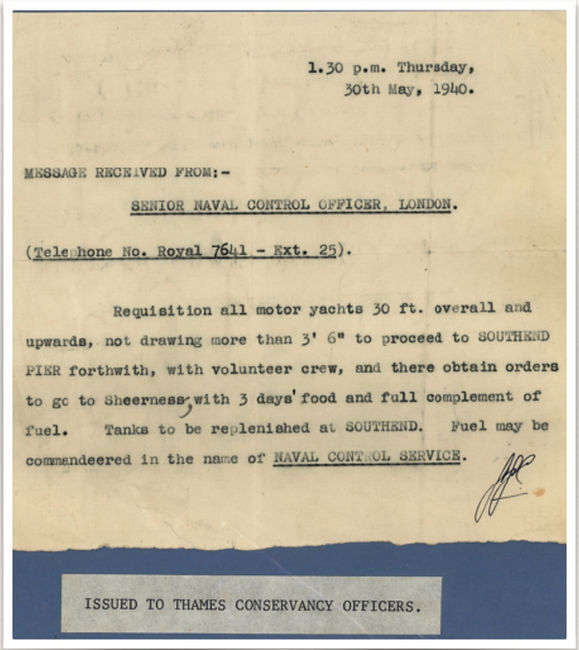 1.30 p.m. Thursday,
30th May, 1940.
MESSAGE RECEIVED FROM:-
SENIOR NAVAL CONTROL OFFICER, LONDON.
(Telephone No. Royal 7641 - Ext. 25).
Requisition all motor yachts 30 ft. overall and
upwards, not drawing more than 3' 6" to proceed to SOUTHEND
PIER forthwith, with volunteer crew, and there obtain orders
to go to Sheerness, with 3 days' food and full complement of
fuel. Tanks to be replenished at SOUTHEND. Fuel may be
commandeered in the name of NAVAL CONTROL SERVICE.
ISSUED TO THAMES CONSERVANCY OFFICERS.